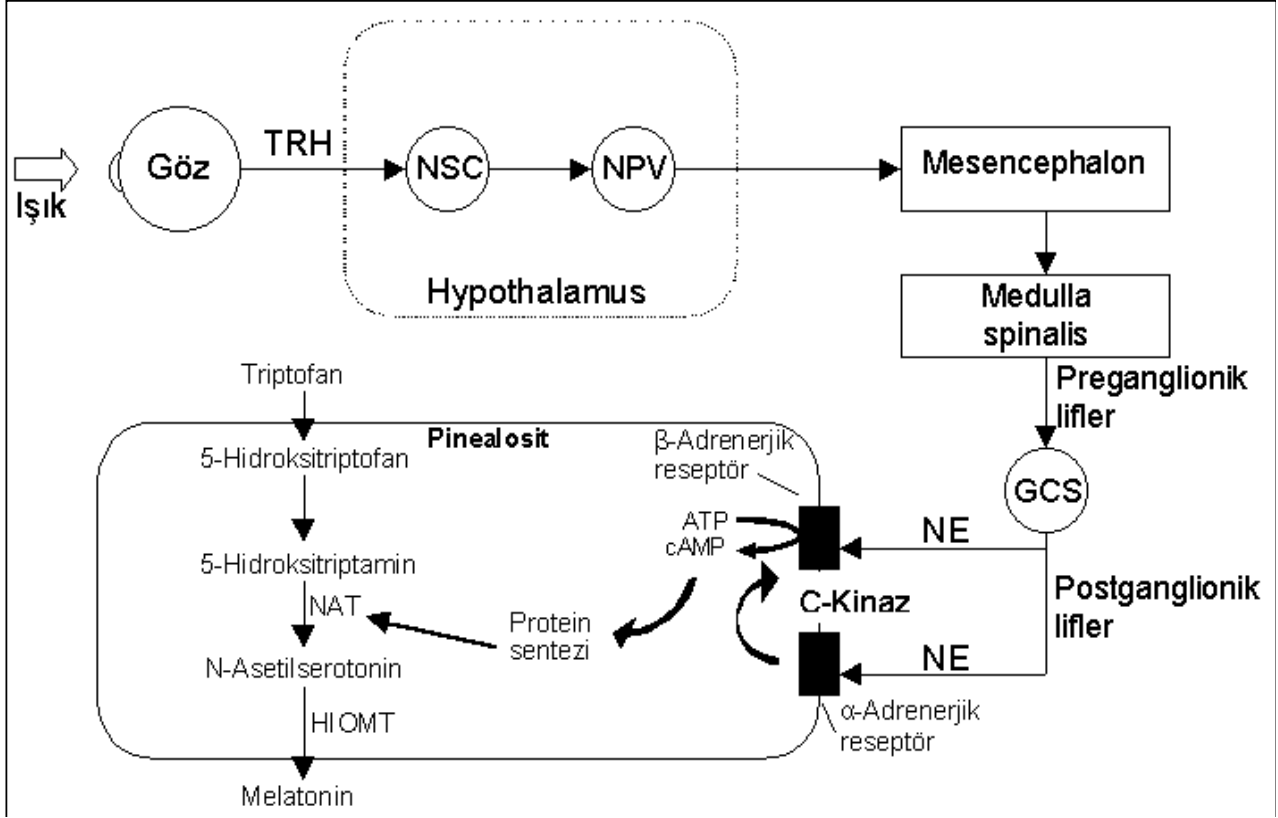 Işık
Göz
TRH
NSC
NPV
Hypothalamus
Mesencephalon
Medulla
spinalis
Preganglionik
lifler
GCS
Postganglionik
lifler
NE
NE
Triptofan
Pinealosit
5-Hidroksitriptofan
5-Hidroksitriptamin
NAT
N-Asetilserotonin
HIOMT
Melatonin
β-Adrenerjik
reseptör
ATP
cAMP
Protein
sentezi
C-Kinaz
α-Adrenerjik
reseptör